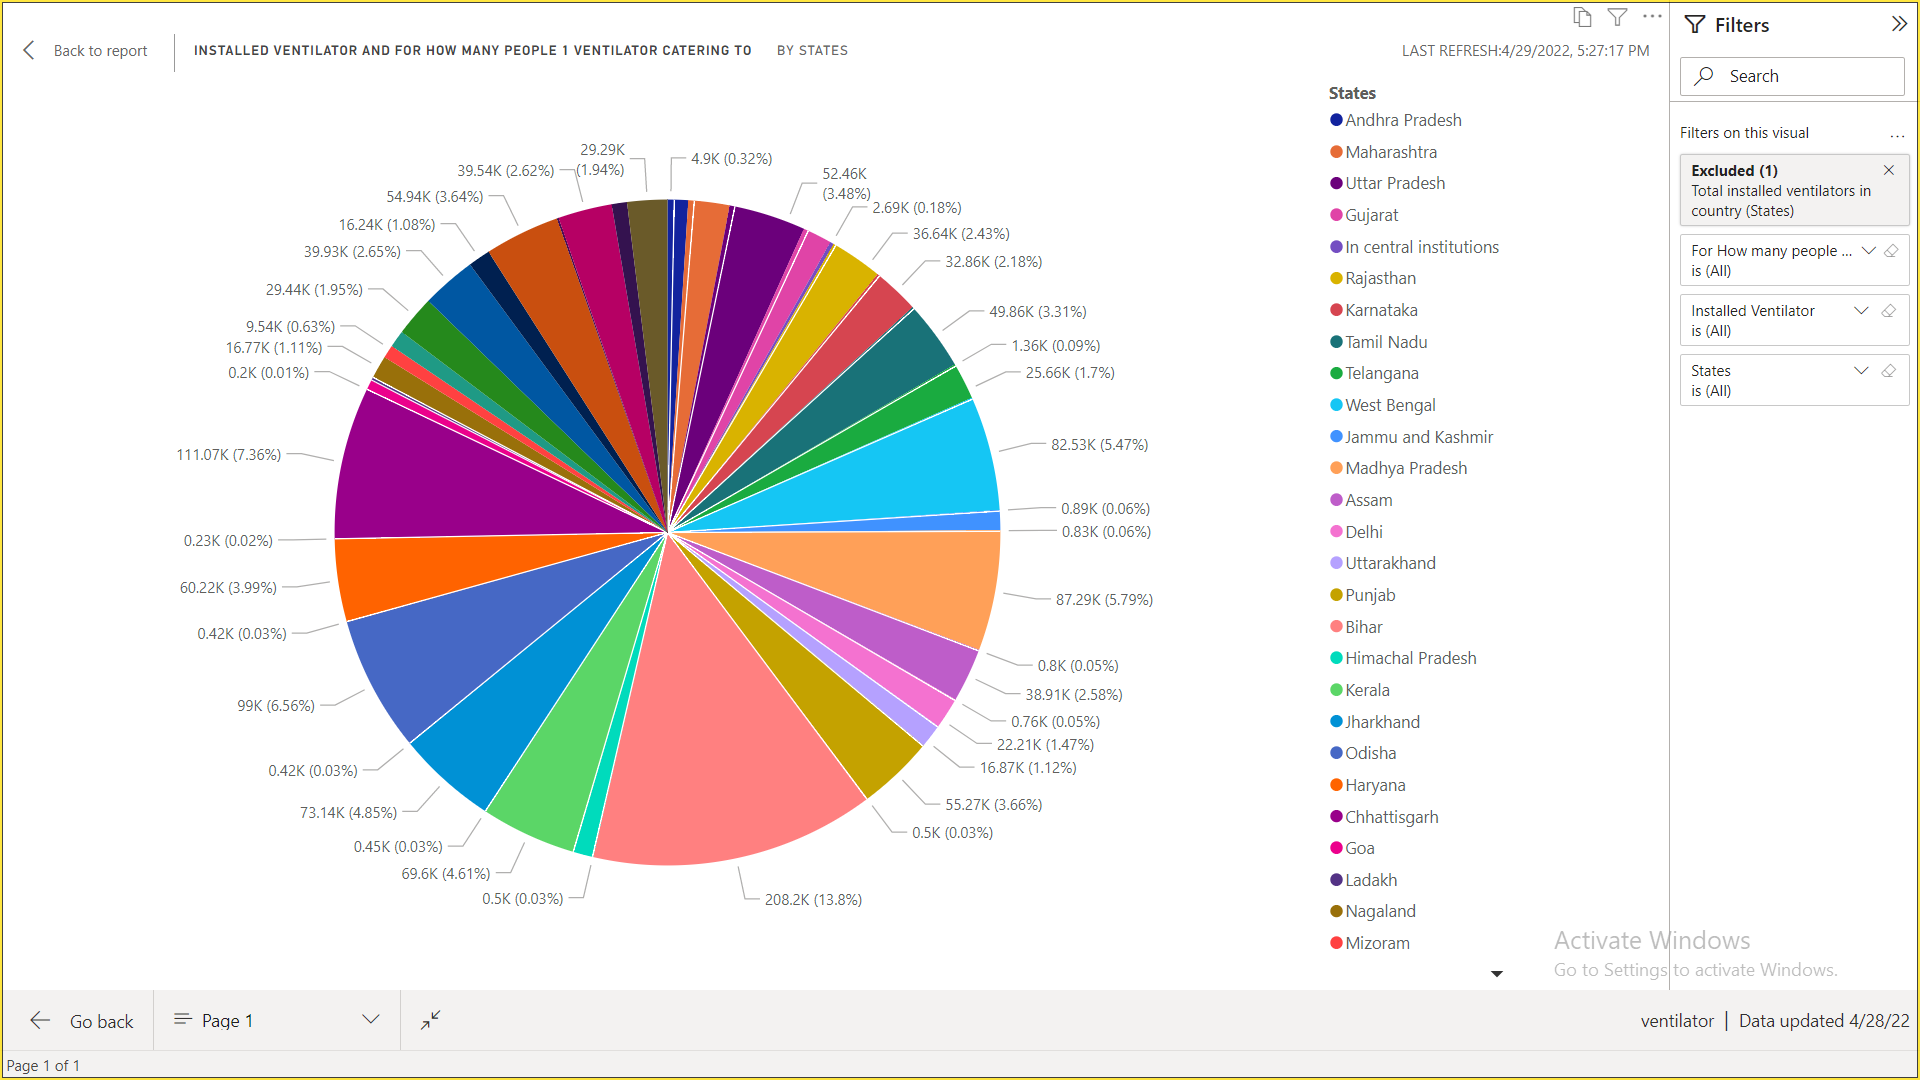 Back to report
INSTALLED VENTILATOR AND FOR HOW MANY PEOPLE 1 VENTILATOR CATERING TO
BY STATES
LAST REFRESH:4/29/2022, 5:27:17 PM
4.9K (0.32%)
52.46K
(3.48%)
2.69K (0.18%)
36.64K (2.43%)
32.86K (2.18%)
49.86K (3.31%)
1.36K (0.09%)
25.66K (1.7%)
82.53K (5.47%)
0.89K (0.06%)
0.83K (0.06%)
87.29K (5.79%)
0.8K (0.05%)
38.91K (2.58%)
0.76K (0.05%)
22.21K (1.47%)
16.87K (1.12%)
55.27K (3.66%)
0.5K (0.03%)
208.2K (13.8%)
0.5K (0.03%)
69.6K (4.61%)
0.45K (0.03%)
73.14K (4.85%)
0.42K (0.03%)
99K (6.56%)
0.42K (0.03%)
60.22K (3.99%)
0.23K (0.02%)
111.07K (7.36%)
0.2K (0.01%)
16.77K (1.11%)
9.54K (0.63%)
29.44K (1.95%)
39.93K (2.65%)
16.24K (1.08%)
54.94K (3.64%)
39.54K (2.62%)
29.29K
(1.94%)
States
Andhra Pradesh
Maharashtra
Uttar Pradesh
Gujarat
In central institutions
Rajasthan
Karnataka
Tamil Nadu
Telangana
West Bengal
Jammu and Kashmir
Madhya Pradesh
Assam
Delhi
Uttarakhand
Punjab
Bihar
Himachal Pradesh
Kerala
Jharkhand
Odisha
Haryana
Chhattisgarh
Goa
Ladakh
Nagaland
Mizoram
Filters
Search
Filters on this visual
Excluded (1)
Total installed ventilators in
country (States)
For How many people ...
is (All)
Installed Ventilator
is (All)
States
is (All)
Activate Windows
Go to Settings to activate Windows.
Go back
Page 1
ventilator | Data updated 4/28/22
Page 1 of 1